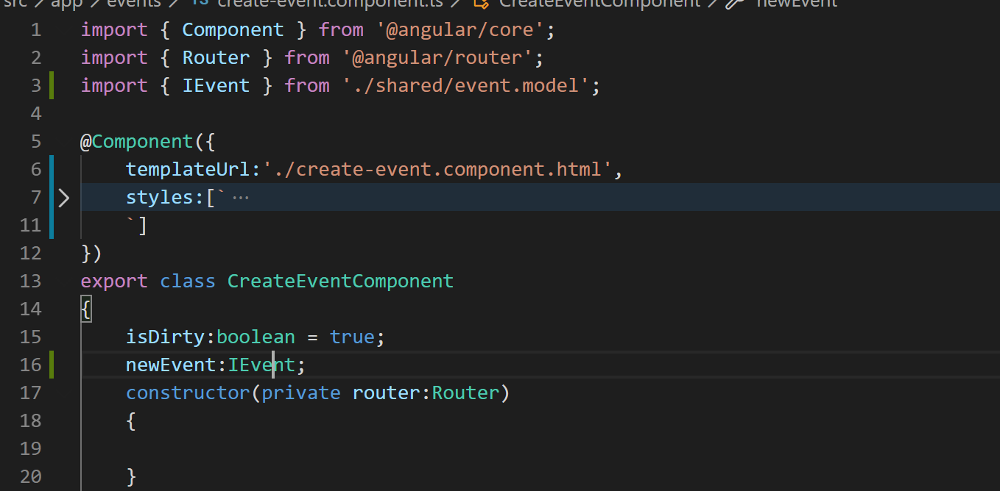 src > app > events > TS create-event.component.ts > CreateEventComponent > newEvent
1 import { Component } from '@angular/core';
2 import { Router } from '@angular/router';
3 import { IEvent } from './shared/event.model';
4
5 @Component({
6 templateUrl:'./create-event.component.html',
7 styles:[` ...
11 `]
12 })
13 export class CreateEventComponent
14 {
15 isDirty:boolean = true;
16 newEvent:IEvent;
17 constructor(private router:Router)
18 {
19
20 }